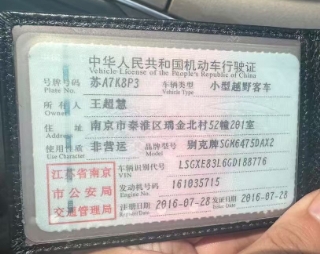 中华人民共和国机动车行驶证
Vehicle License of the People's Republic of China
号牌号码 苏A7K8P3 车辆类型 小型越野客车
Plate No. Vehicle Type
所有人 王超慧
Owner
住址 南京市秦淮区瑞金北村52幢201室
Address
使用性质 非营运 品牌型号 别克牌SGM6475DAX2
Use Character Model
车辆识别代号 LSGXE83L6GD188776
VIN
发动机号码 161035715
Engine No.
注册日期 2016-07-28 发证日期 2016-07-28
Register Date Issue Date
江苏省南京
市公安局
交通管理局